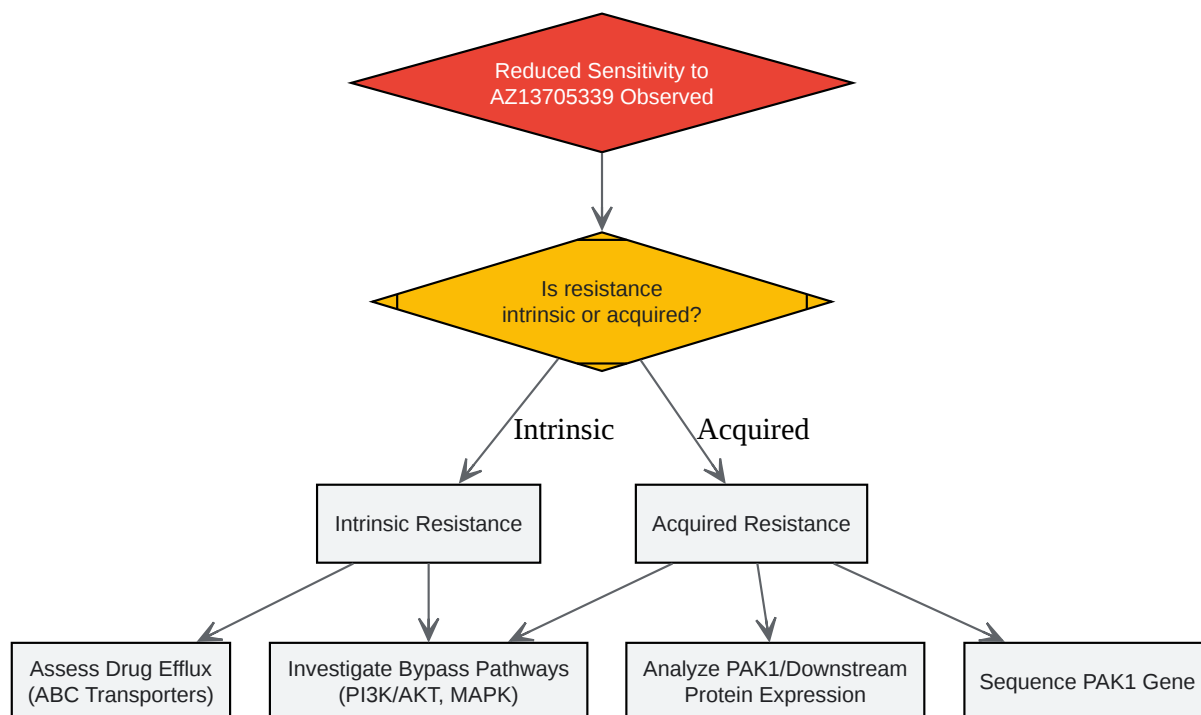 Reduced Sensitivity to
AZ13705339 Observed
Is resistance
intrinsic or acquired?
Intrinsic
Acquired
Intrinsic Resistance
Acquired Resistance
Assess Drug Efflux
(ABC Transporters)
Investigate Bypass Pathways
(PI3K/AKT, MAPK)
Analyze PAK1/Downstream
Protein Expression
Sequence PAK1 Gene